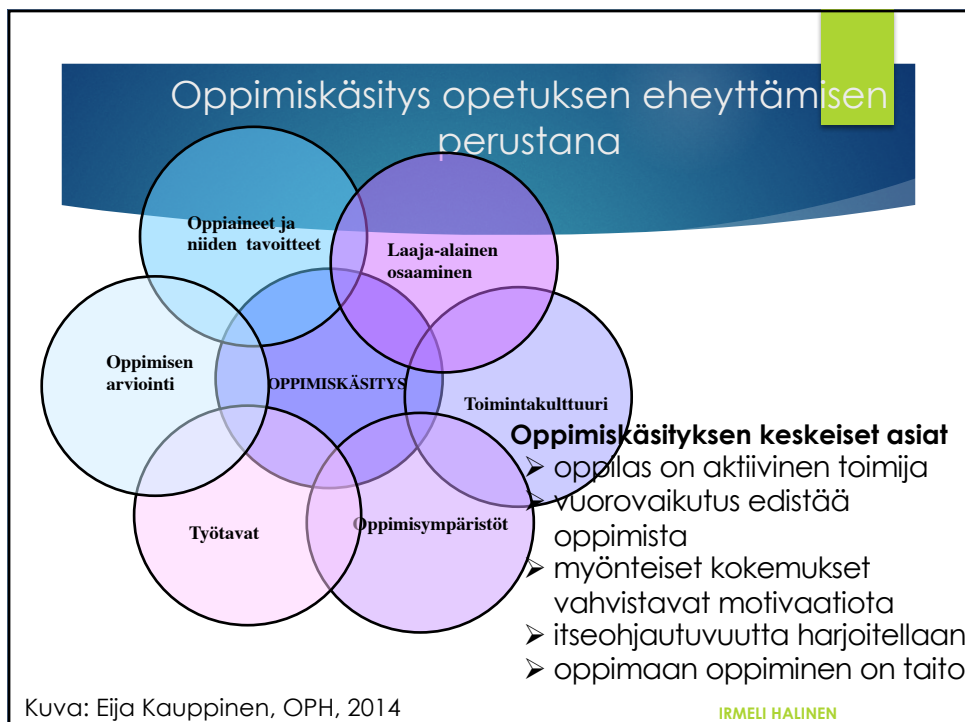 Oppimiskäsitys opetuksen eheyttämisen
perustana
Oppiaineet ja
niiden tavoitteet
Laaja-alainen
osaaminen
Oppimisen
arviointi
OPPIMISKÄSITYS
Toimintakulttuuri
Työtavat
Oppimisympäristöt
Oppimiskäsityksen keskeiset asiat
➢ oppilas on aktiivinen toimija
➢ vuorovaikutus edistää
oppimista
➢ myönteiset kokemukset
vahvistavat motivaatiota
➢ itseohjautuvuutta harjoitellaan
➢ oppimaan oppiminen on taito
Kuva: Eija Kauppinen, OPH, 2014
IRMELI HALINEN